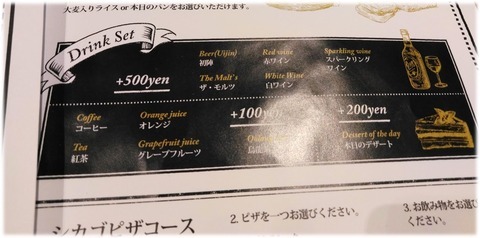 大麦入りライス or 本日のパンをお選びいただけます。
Drink Set
+500yen
Beer(Uijin)
初陣
Red wine
赤ワイン
Sparkling wine
スパークリング
ワイン
The Malt's
ザ・モルツ
White Wine
白ワイン
Coffee
コーヒー
Orange juice
オレンジ
+100yen
+200yen
Tea
紅茶
Grapefruit juice
グレープフルーツ
Dessert of the day
本日のデザート
シカゴピザコース
2. ピザを一つお選びください。
3. お飲み物をお選び
ください。